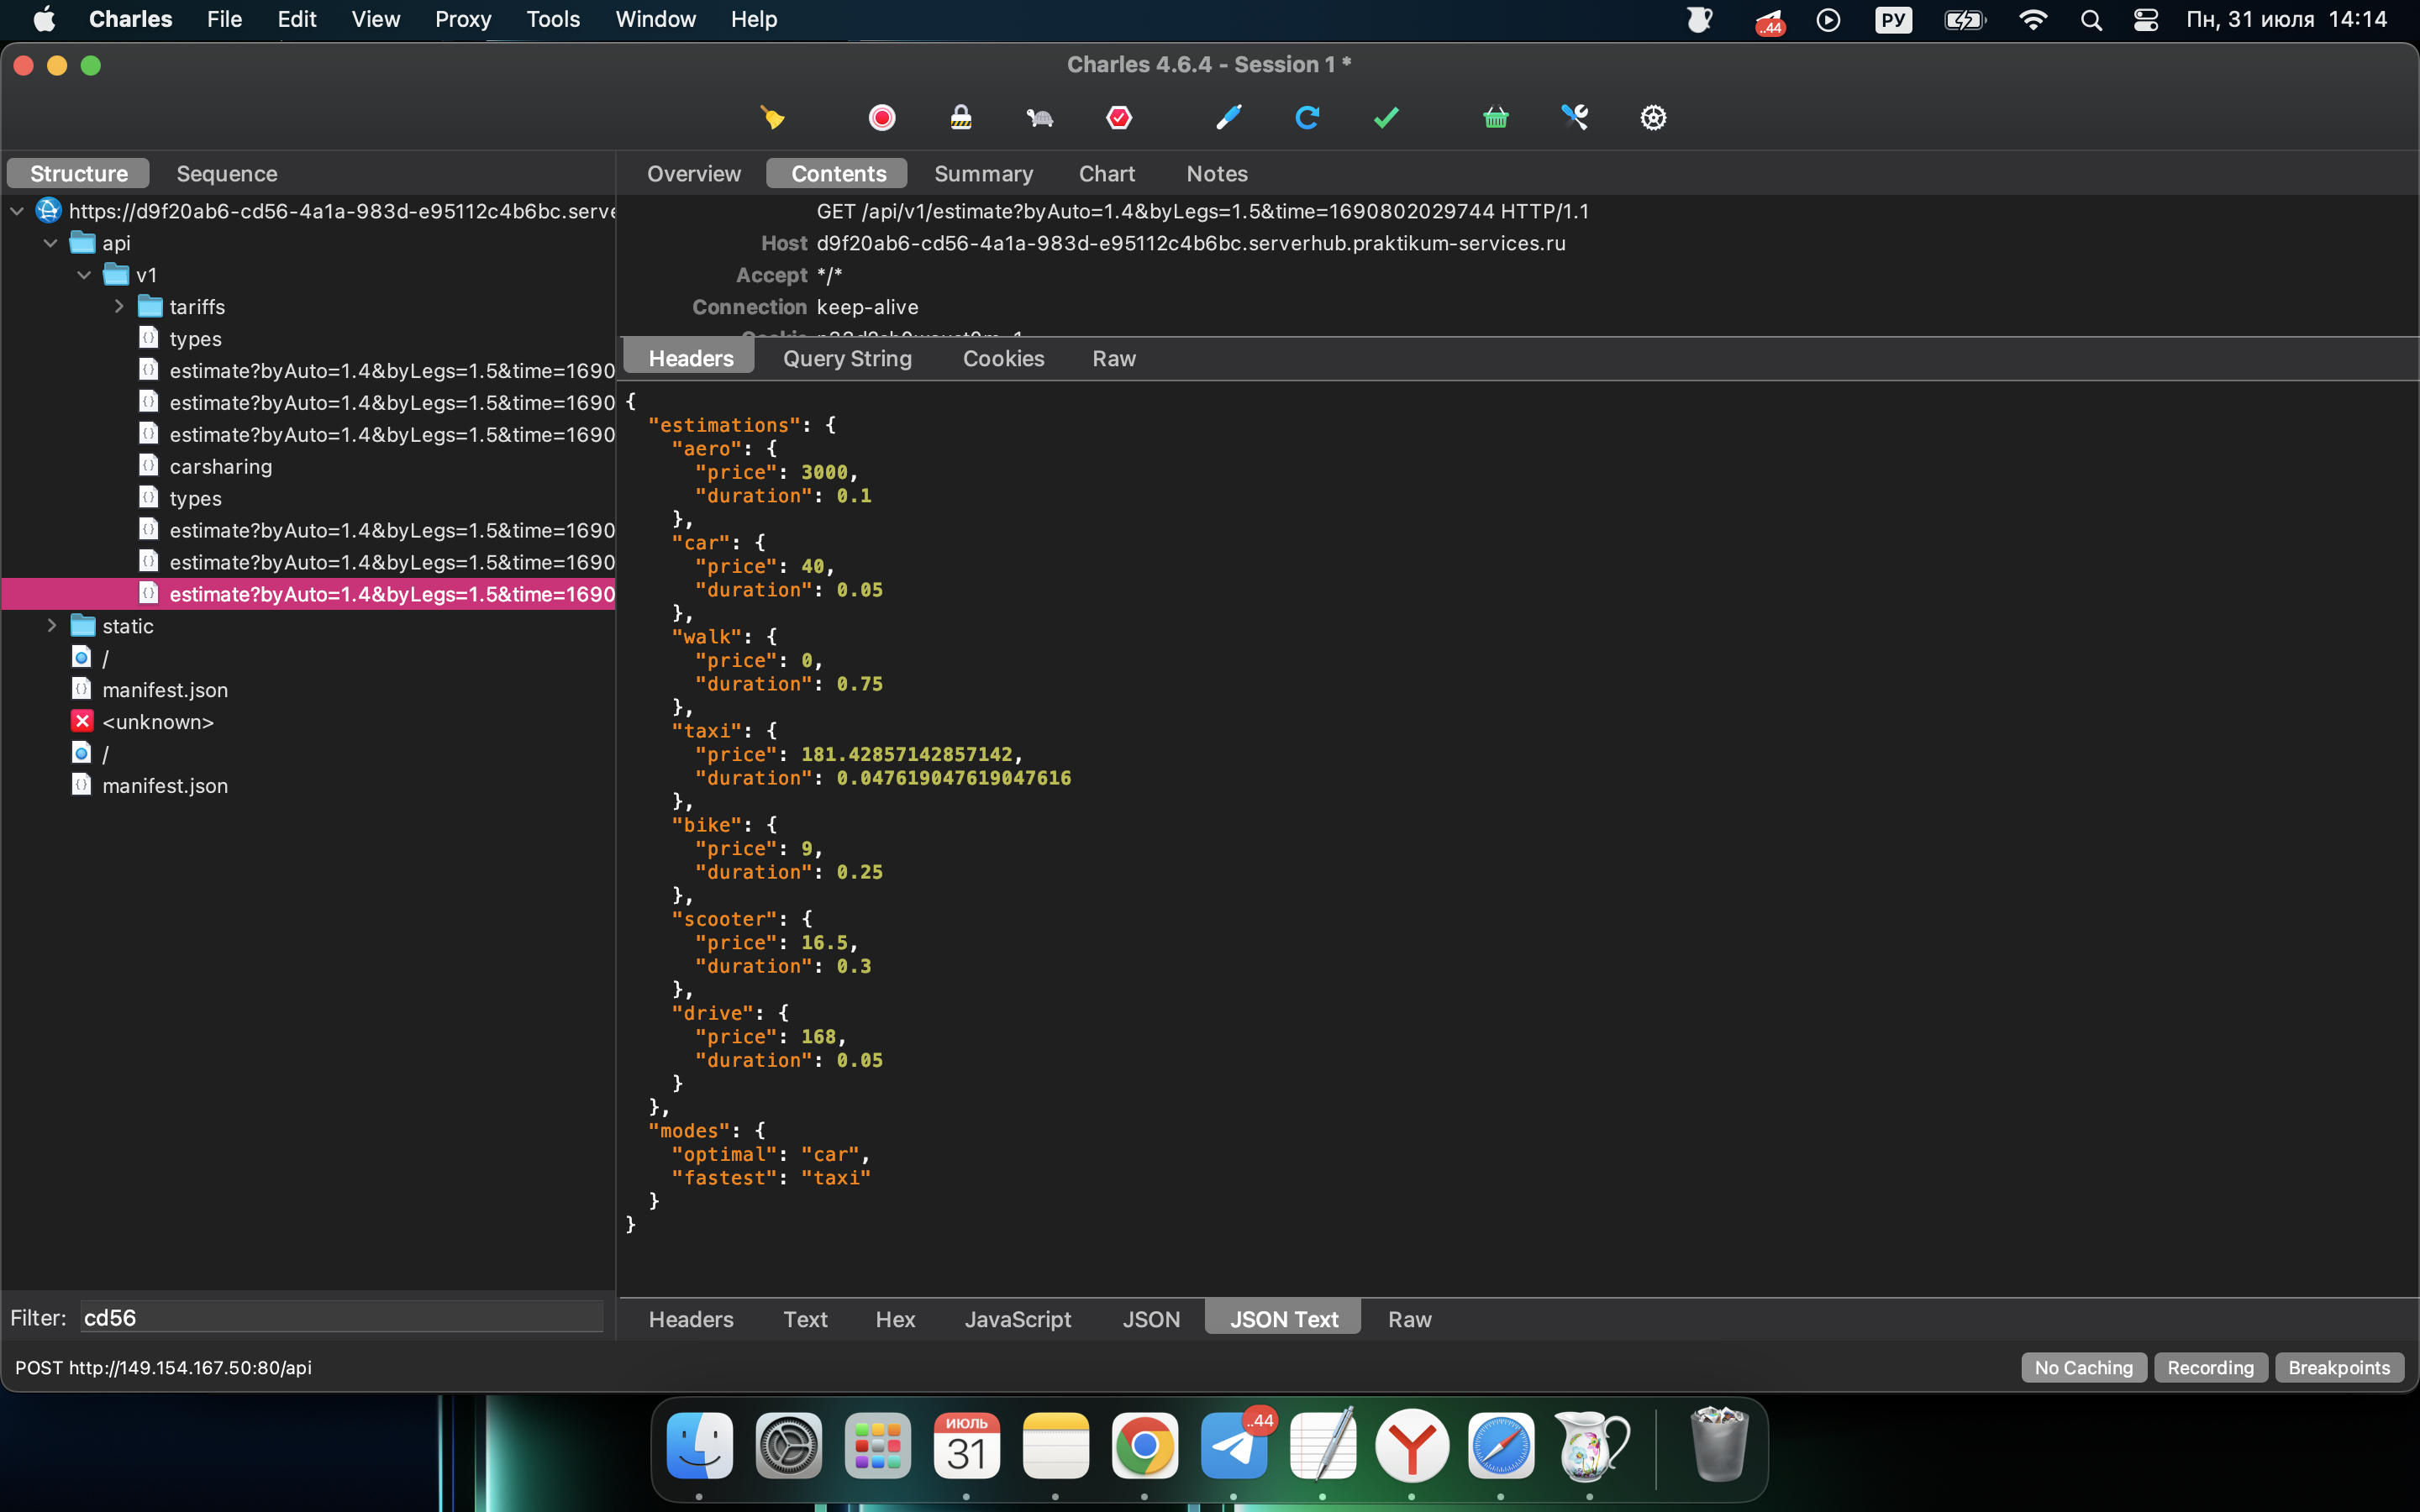 Charles File Edit View Proxy Tools Window Help ..44 РУ Пн, 31 июля 14:14
Charles 4.6.4 - Session 1 *
Structure Sequence
Overview Contents Summary Chart Notes
https://d9f20ab6-cd56-4a1a-983d-e95112c4b6bc.serve
api
v1
tariffs
types
estimate?byAuto=1.4&byLegs=1.5&time=1690
estimate?byAuto=1.4&byLegs=1.5&time=1690
estimate?byAuto=1.4&byLegs=1.5&time=1690
carsharing
types
estimate?byAuto=1.4&byLegs=1.5&time=1690
estimate?byAuto=1.4&byLegs=1.5&time=1690
estimate?byAuto=1.4&byLegs=1.5&time=1690
static
/
manifest.json
<unknown>
/
manifest.json
Filter: cd56
GET /api/v1/estimate?byAuto=1.4&byLegs=1.5&time=1690802029744 HTTP/1.1
Host d9f20ab6-cd56-4a1a-983d-e95112c4b6bc.serverhub.praktikum-services.ru
Accept */*
Connection keep-alive
Headers Query String Cookies Raw
{
"estimations": {
"aero": {
"price": 3000,
"duration": 0.1
},
"car": {
"price": 40,
"duration": 0.05
},
"walk": {
"price": 0,
"duration": 0.75
},
"taxi": {
"price": 181.42857142857142,
"duration": 0.047619047619047616
},
"bike": {
"price": 9,
"duration": 0.25
},
"scooter": {
"price": 16.5,
"duration": 0.3
},
"drive": {
"price": 168,
"duration": 0.05
}
},
"modes": {
"optimal": "car",
"fastest": "taxi"
}
}
Headers Text Hex JavaScript JSON JSON Text Raw
POST http://149.154.167.50:80/api
No Caching Recording Breakpoints
ИЮЛЬ
31
..44